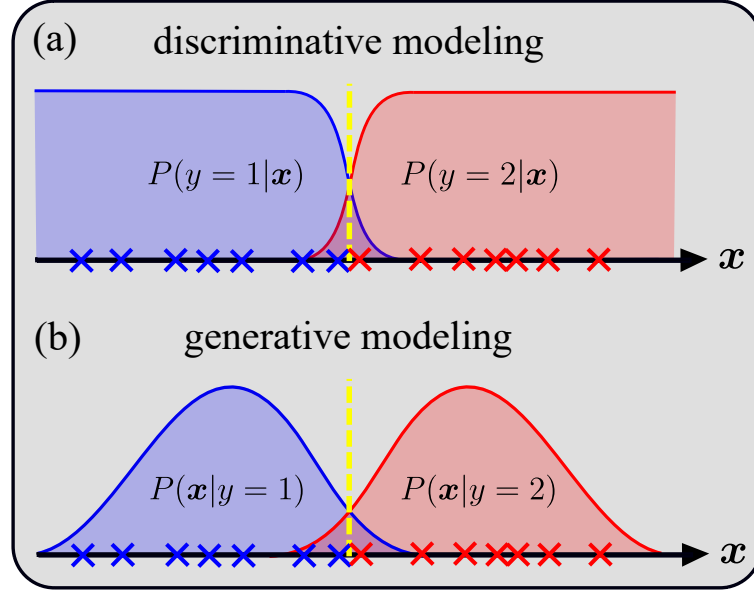 (a) discriminative modeling
P(y = 1|x) P(y = 2|x)
x
(b) generative modeling
P(x|y = 1) P(x|y = 2)
x